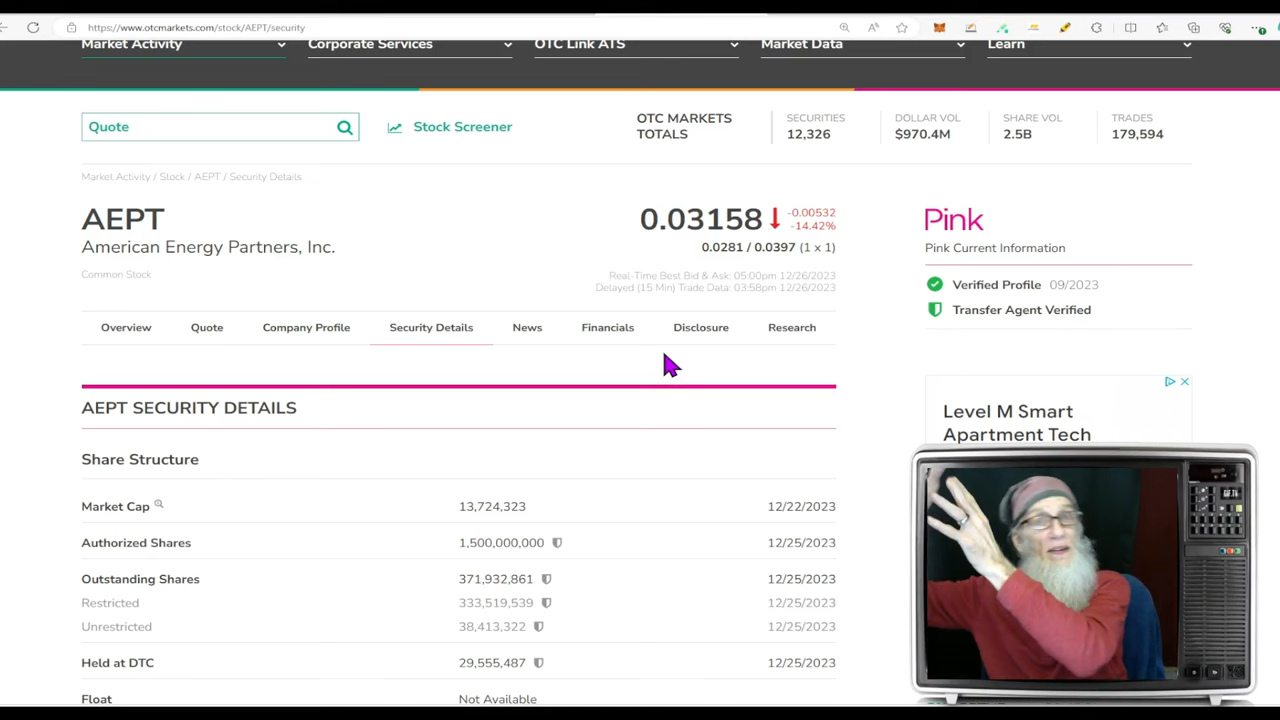 https://www.otcmarkets.com/stock/AEPT/security
Market Activity
Corporate Services
OTC Link ATS
Market Data
Learn
Quote
Stock Screener
OTC MARKETS
TOTALS
SECURITIES
12,326
DOLLAR VOL
$970.4M
SHARE VOL
2.5B
TRADES
179,594
Market Activity / Stock / AEPT / Security Details
AEPT
American Energy Partners, Inc.
Common Stock
0.03158
-0.00532
-14.42%
0.0281 / 0.0397 (1 x 1)
Real-Time Best Bid & Ask: 05:00pm 12/26/2023
Delayed (15 Min) Trade Data: 03:58pm 12/26/2023
Pink
Pink Current Information
Verified Profile 09/2023
Transfer Agent Verified
Overview
Quote
Company Profile
Security Details
News
Financials
Disclosure
Research
AEPT SECURITY DETAILS
Share Structure
Market Cap 13,724,323 12/22/2023
Authorized Shares 1,500,000,000 12/25/2023
Outstanding Shares 371,932,861 12/25/2023
Restricted 333,519,539 12/25/2023
Unrestricted 38,413,322 12/25/2023
Held at DTC 29,555,487 12/25/2023
Float Not Available
Level M Smart
Apartment Tech